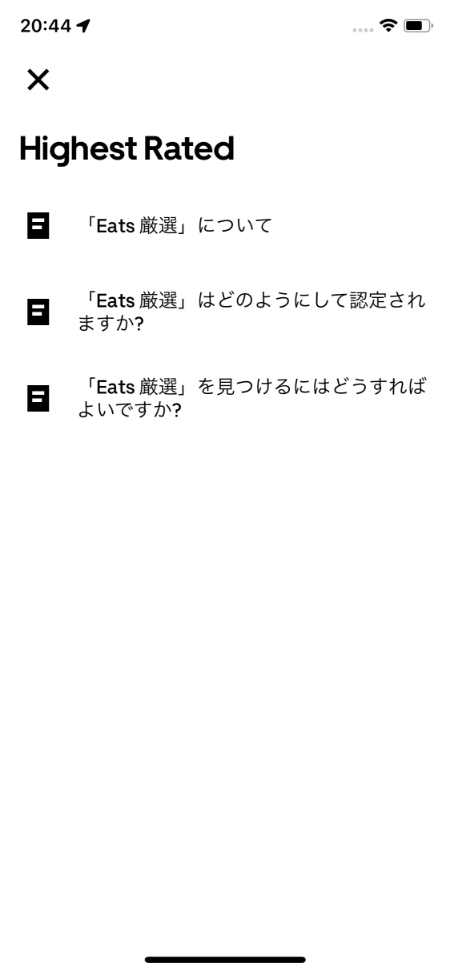 20:44
Highest Rated
「Eats 厳選」について
「Eats 厳選」はどのようにして認定され
ますか?
「Eats 厳選」を見つけるにはどうすれば
よいですか?